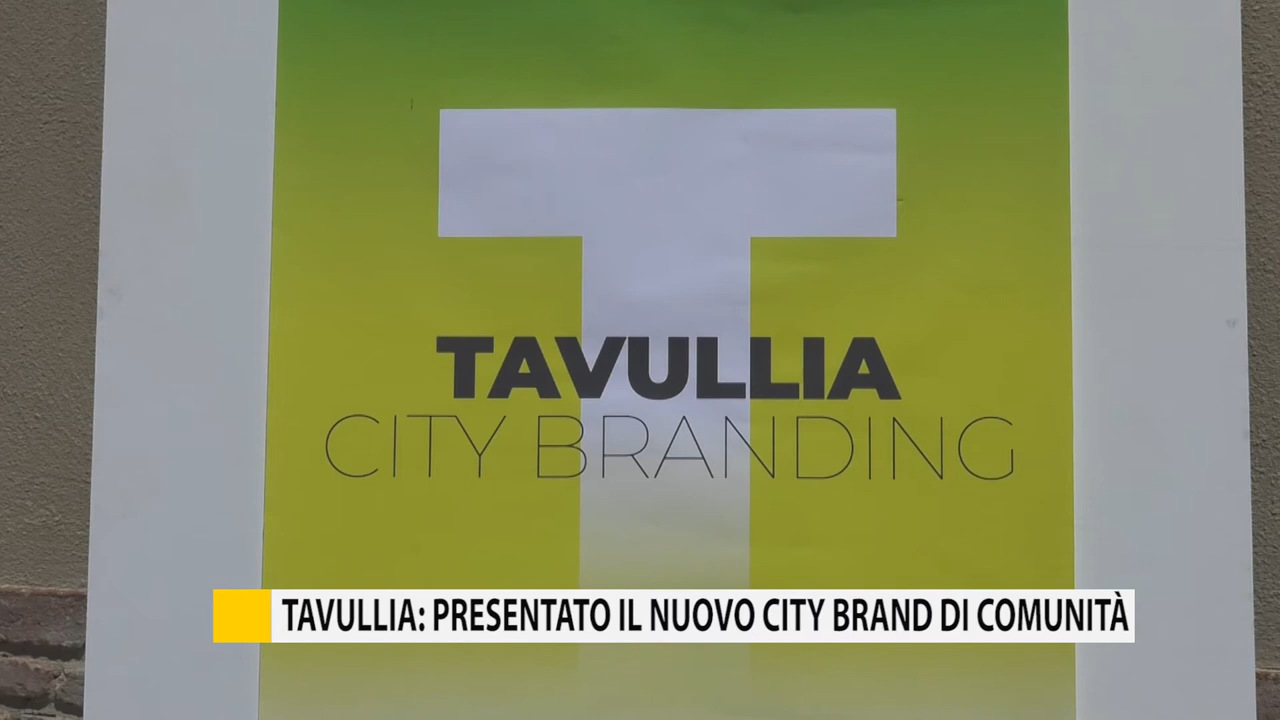 T
TAVULLIA
CITY BRANDING
TAVULLIA: PRESENTATO IL NUOVO CITY BRAND DI COMUNITÀ